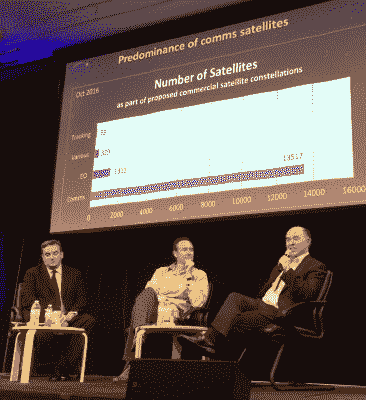 Predominance of comms satellites
Oct 2016
Number of Satellites
as part of proposed commercial satellite constellations
Tracking
Various
EO
Comms 13517
0 2000 4000 6000 8000 10000 12000 14000 16000